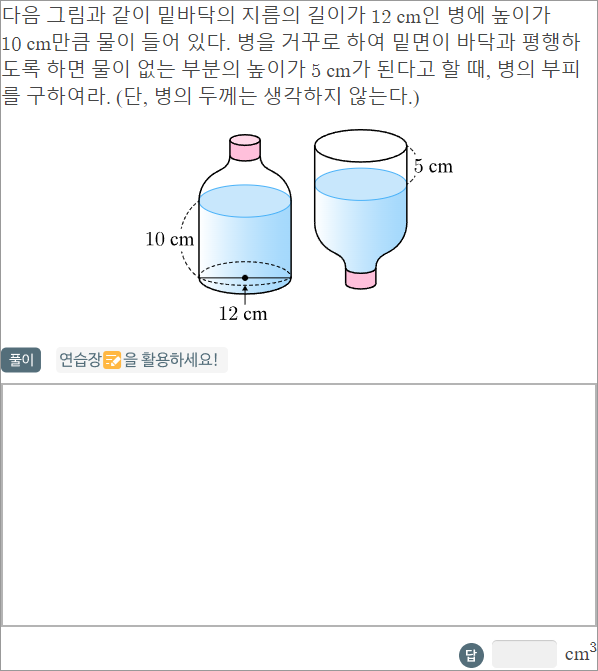 다음 그림과 같이 밑바닥의 지름의 길이가 12 cm인 병에 높이가
10 cm만큼 물이 들어 있다. 병을 거꾸로 하여 밑면이 바닥과 평행하
도록 하면 물이 없는 부분의 높이가 5 cm가 된다고 할 때, 병의 부피
를 구하여라. (단, 병의 두께는 생각하지 않는다.)
5 cm
10 cm
12 cm
풀이 연습장을 활용하세요!
답 cm³